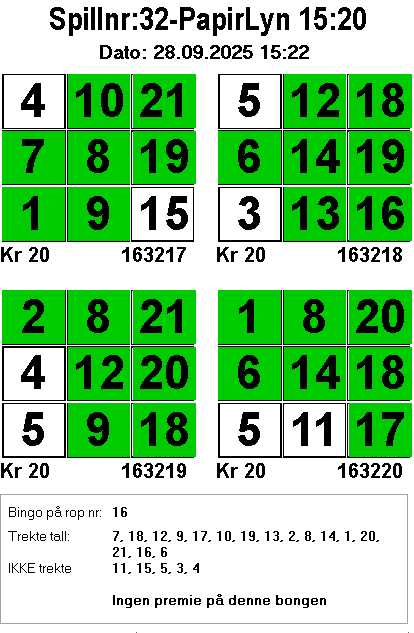 Spillnr:32-PapirLyn 15:20
Dato: 28.09.2025 15:22
4 10 21
7 8 19
1 9 15
Kr 20 163217
5 12 18
6 14 19
3 13 16
Kr 20 163218
2 8 21
4 12 20
5 9 18
Kr 20 163219
1 8 20
6 14 18
5 11 17
Kr 20 163220
Bingo på rop nr: 16
Trekte tall: 7, 18, 12, 9, 17, 10, 19, 13, 2, 8, 14, 1, 20,
21, 16, 6
IKKE trekte 11, 15, 5, 3, 4
Ingen premie på denne bongen